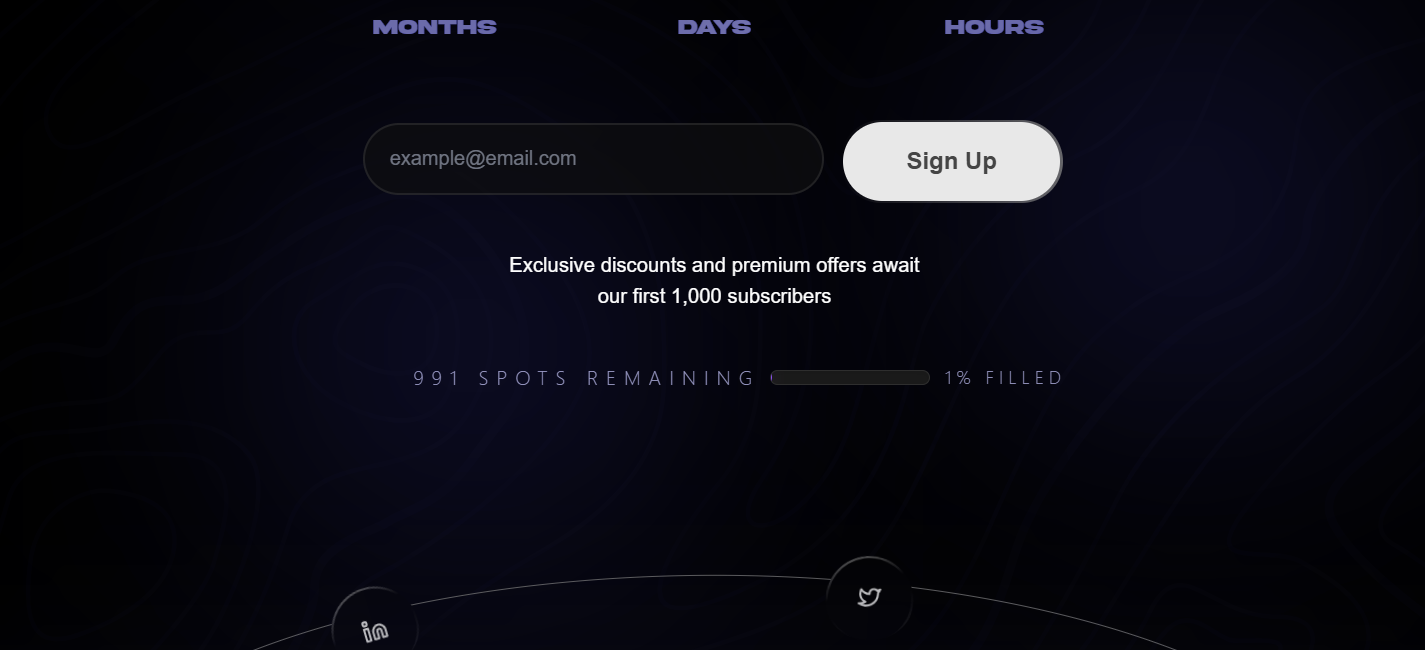 MONTHS DAYS HOURS
example@email.com Sign Up
Exclusive discounts and premium offers await
our first 1,000 subscribers
991 SPOTS REMAINING 1% FILLED
in